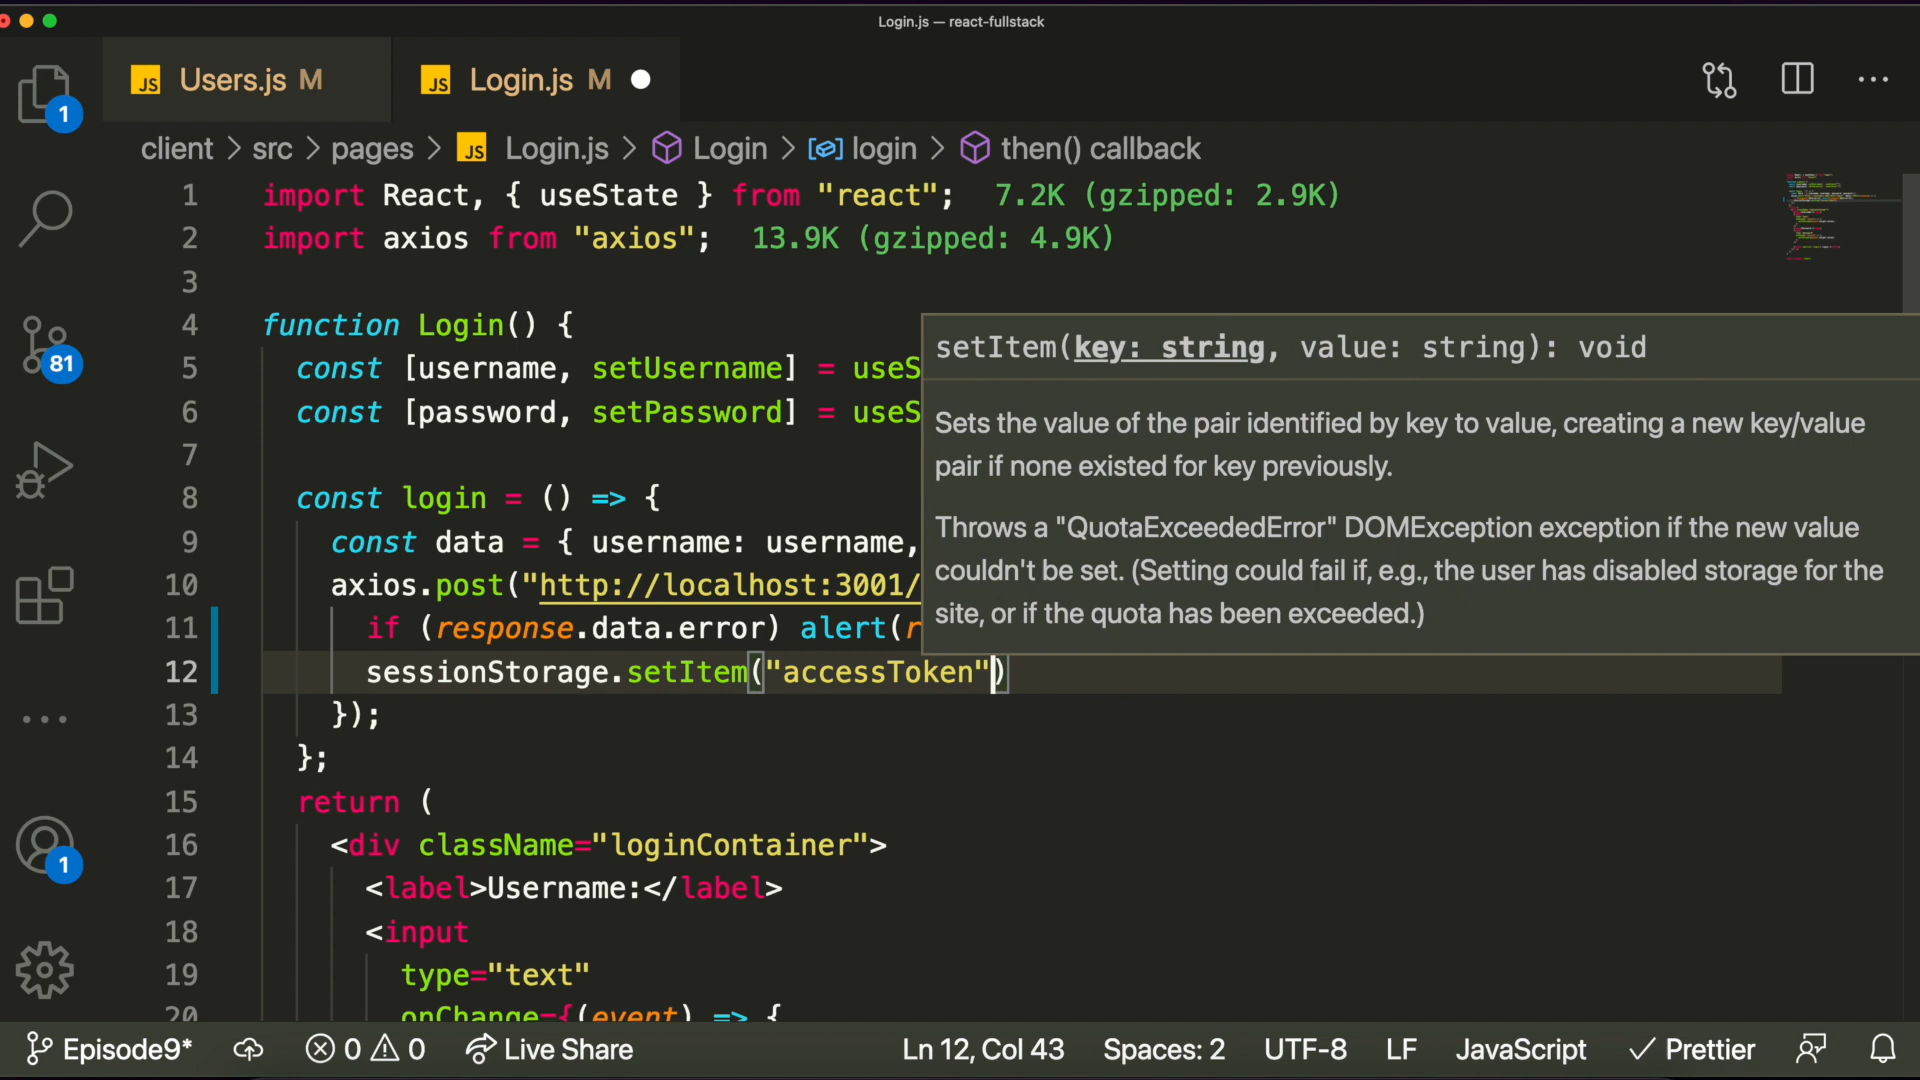 Login.js — react-fullstack
JS Users.js M
JS Login.js M
1
client > src > pages > JS Login.js > Login > login > then() callback
1 import React, { useState } from "react"; 7.2K (gzipped: 2.9K)
2 import axios from "axios"; 13.9K (gzipped: 4.9K)
3
4 function Login() {
5 const [username, setUsername] = useS
6 const [password, setPassword] = useS
7
8 const login = () => {
9 const data = { username: username,
10 axios.post("http://localhost:3001/
11 if (response.data.error) alert(r
12 sessionStorage.setItem("accessToken")
13 });
14 };
15 return (
16 <div className="loginContainer">
17 <label>Username:</label>
18 <input
19 type="text"
20 onChange={(event) => {
setItem(key: string, value: string): void
Sets the value of the pair identified by key to value, creating a new key/value
pair if none existed for key previously.
Throws a "QuotaExceededError" DOMException exception if the new value
couldn't be set. (Setting could fail if, e.g., the user has disabled storage for the
site, or if the quota has been exceeded.)
81
1
Episode9* 0 0 Live Share Ln 12, Col 43 Spaces: 2 UTF-8 LF JavaScript Prettier